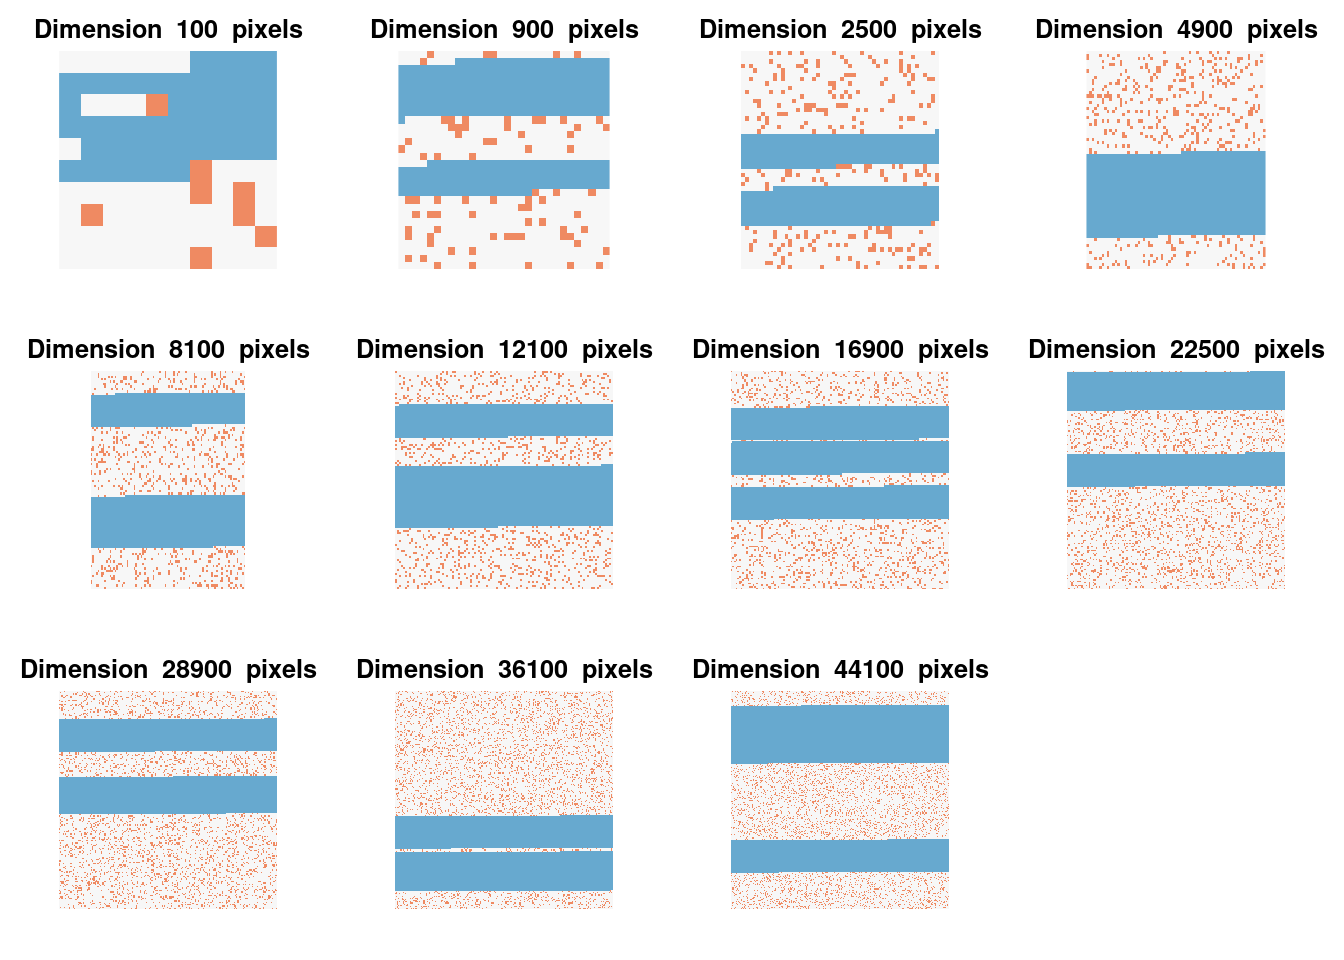 Dimension 100 pixels
Dimension 900 pixels
Dimension 2500 pixels
Dimension 4900 pixels
Dimension 8100 pixels
Dimension 12100 pixels
Dimension 16900 pixels
Dimension 22500 pixels
Dimension 28900 pixels
Dimension 36100 pixels
Dimension 44100 pixels